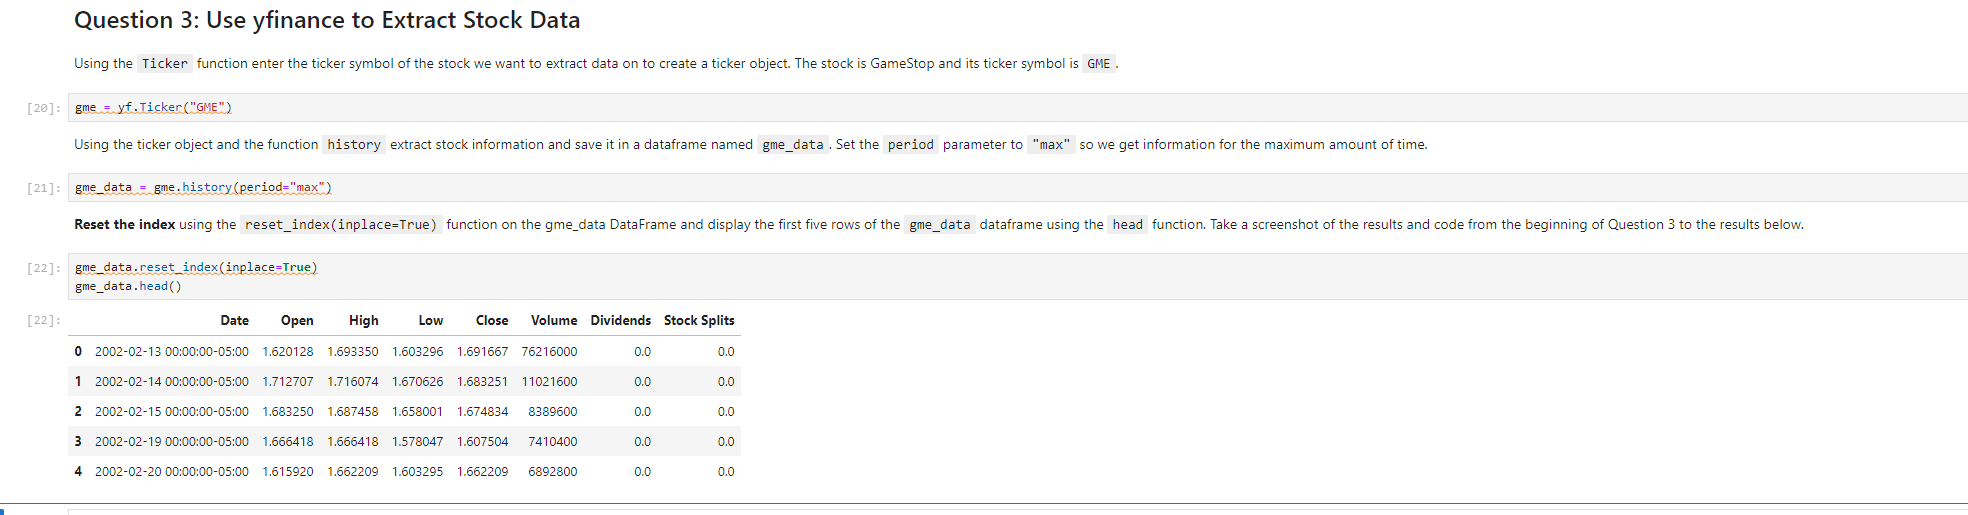 Question 3: Use yfinance to Extract Stock Data
Using the Ticker function enter the ticker symbol of the stock we want to extract data on to create a ticker object. The stock is GameStop and its ticker symbol is GME .
[20]: gme = yf.Ticker("GME")
Using the ticker object and the function history extract stock information and save it in a dataframe named gme_data . Set the period parameter to "max" so we get information for the maximum amount of time.
[21]: gme_data = gme.history(period="max")
Reset the index using the reset_index(inplace=True) function on the gme_data DataFrame and display the first five rows of the gme_data dataframe using the head function. Take a screenshot of the results and code from the beginning of Question 3 to the results below.
[22]: gme_data.reset_index(inplace=True)
gme_data.head()
[22]: Date Open High Low Close Volume Dividends Stock Splits
0 2002-02-13 00:00:00-05:00 1.620128 1.693350 1.603296 1.691667 76216000 0.0 0.0
1 2002-02-14 00:00:00-05:00 1.712707 1.716074 1.670626 1.683251 11021600 0.0 0.0
2 2002-02-15 00:00:00-05:00 1.683250 1.687458 1.658001 1.674834 8389600 0.0 0.0
3 2002-02-19 00:00:00-05:00 1.666418 1.666418 1.578047 1.607504 7410400 0.0 0.0
4 2002-02-20 00:00:00-05:00 1.615920 1.662209 1.603295 1.662209 6892800 0.0 0.0